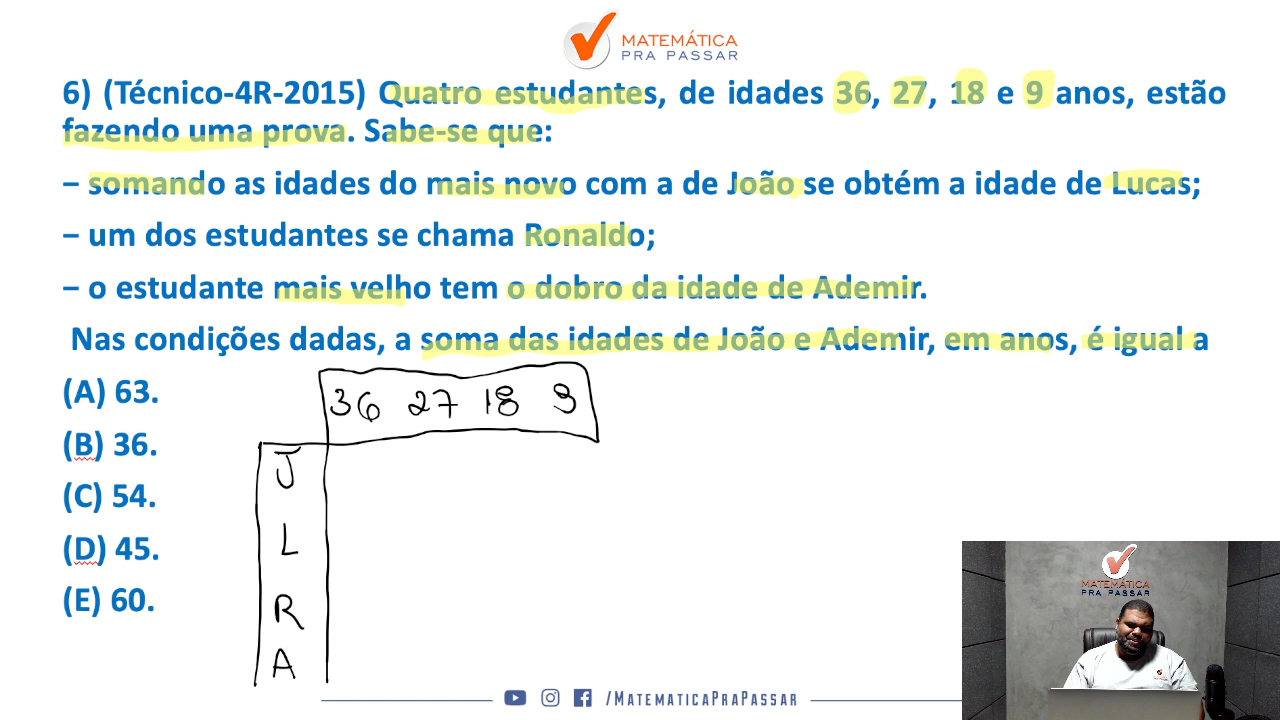 MATEMÁTICA
PRA PASSAR
6) (Técnico-4R-2015) Quatro estudantes, de idades 36, 27, 18 e 9 anos, estão
fazendo uma prova. Sabe-se que:
− somando as idades do mais novo com a de João se obtém a idade de Lucas;
− um dos estudantes se chama Ronaldo;
− o estudante mais velho tem o dobro da idade de Ademir.
Nas condições dadas, a soma das idades de João e Ademir, em anos, é igual a
(A) 63.
(B) 36.
(C) 54.
(D) 45.
(E) 60.
36 27 18 9
J
L
R
A
MATEMÁTICA
PRA PASSAR
/MATEMATICAPRAPASSAR